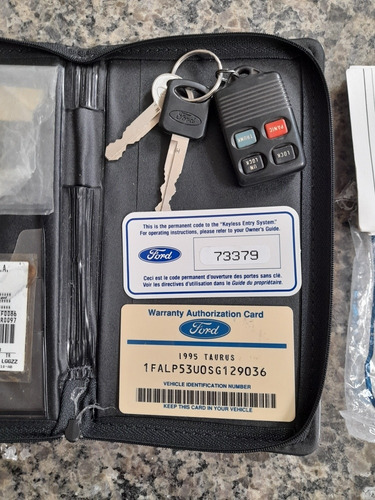 Ford
PANIC
TRUNK
LOCK
UN LOCK
This is the permanent code to the "Keyless Entry System."
For operating instructions, please refer to your Owner's Guide.
Ford
73379
Ceci est le code permanent d'ouverture des portes sans clé.
Voir les directives d'utilisation dans le Guide du propriétaire.
Warranty Authorization Card
Ford
1995 TAURUS
1FALP53U0SG129036
VEHICLE IDENTIFICATION NUMBER
KEEP THIS CARD IN YOUR VEHICLE